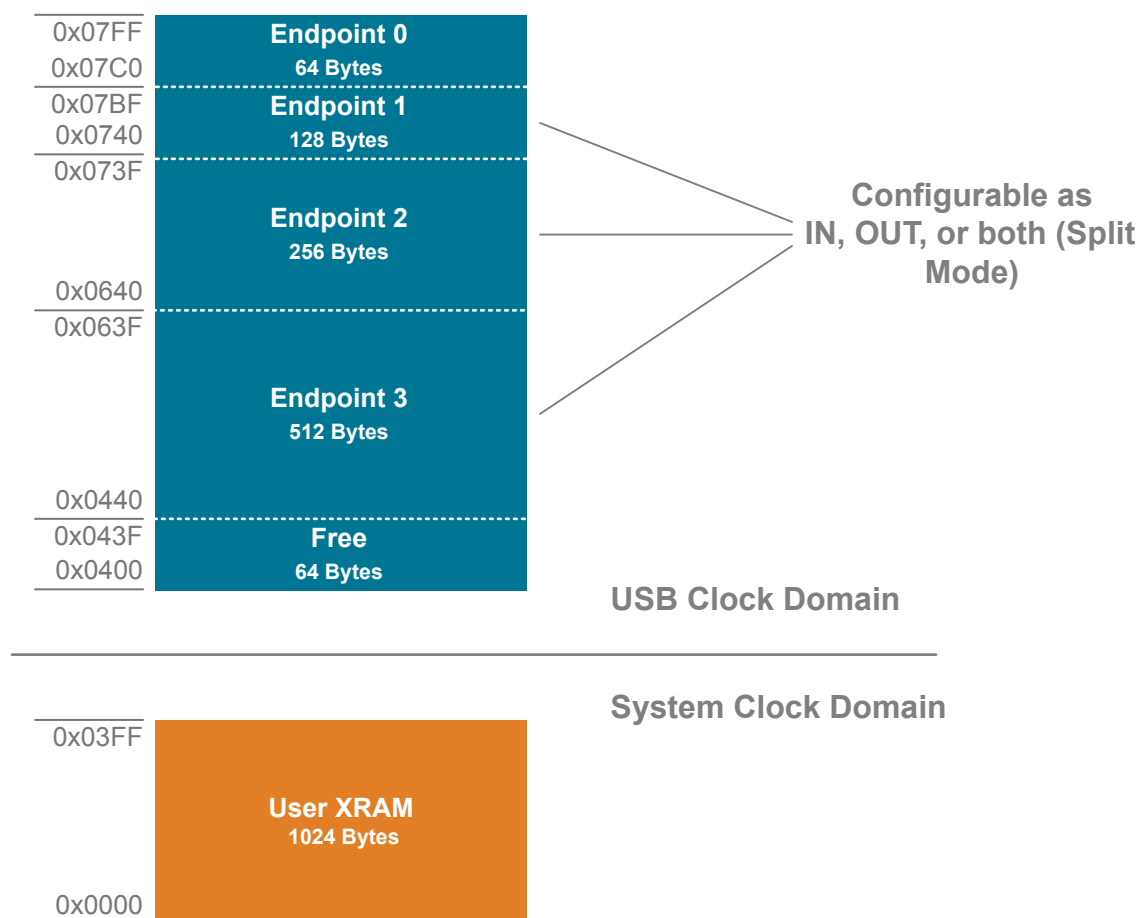 0x07FF
Endpoint 0
0x07C0
64 Bytes
0x07BF
Endpoint 1
0x0740
128 Bytes
0x073F
Endpoint 2
256 Bytes
0x0640
0x063F
Endpoint 3
512 Bytes
0x0440
0x043F
Free
0x0400
64 Bytes
Configurable as
IN, OUT, or both (Split
Mode)
USB Clock Domain
System Clock Domain
0x03FF
User XRAM
1024 Bytes
0x0000